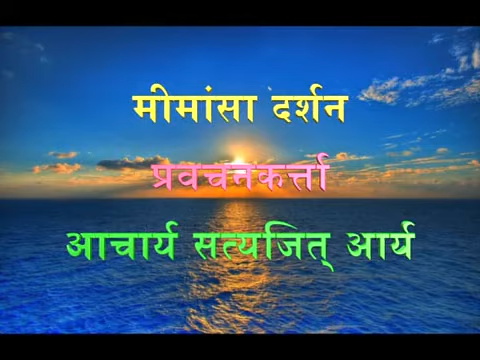 मीमांसा दर्शन
प्रवचनकर्त्ता
आचार्य सत्यजित् आर्य